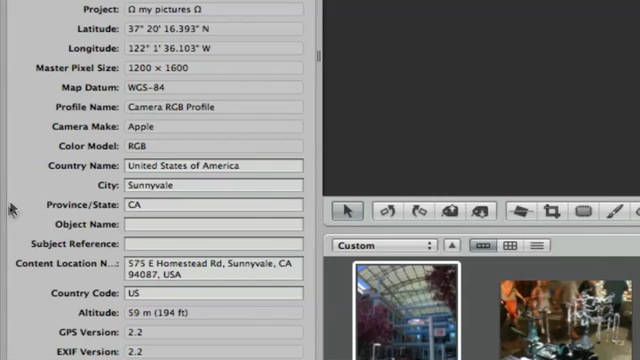 Project: Ω my pictures Ω
Latitude: 37° 20' 16.393" N
Longitude: 122° 1' 36.103" W
Master Pixel Size: 1200 × 1600
Map Datum: WGS-84
Profile Name: Camera RGB Profile
Camera Make: Apple
Color Model: RGB
Country Name: United States of America
City: Sunnyvale
Province/State: CA
Object Name:
Subject Reference:
Content Location N...: 575 E Homestead Rd, Sunnyvale, CA
94087, USA
Country Code: US
Altitude: 59 m (194 ft)
GPS Version: 2.2
EXIF Version: 2.2
Custom